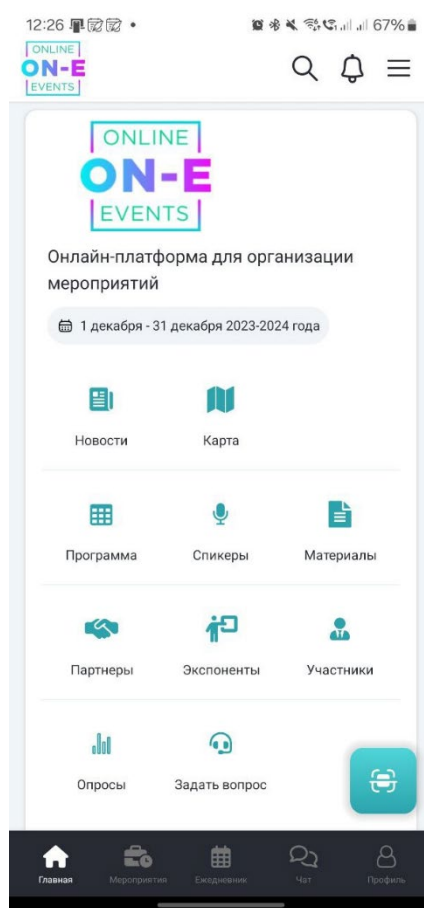 12:26
67%
ONLINE
ON-E
EVENTS
ONLINE
ON-E
EVENTS
Онлайн-платформа для организации
мероприятий
1 декабря - 31 декабря 2023-2024 года
Новости Карта
Программа Спикеры Материалы
Партнеры Экспоненты Участники
Опросы Задать вопрос
Главная Мероприятия Ежедневник Чат Профиль